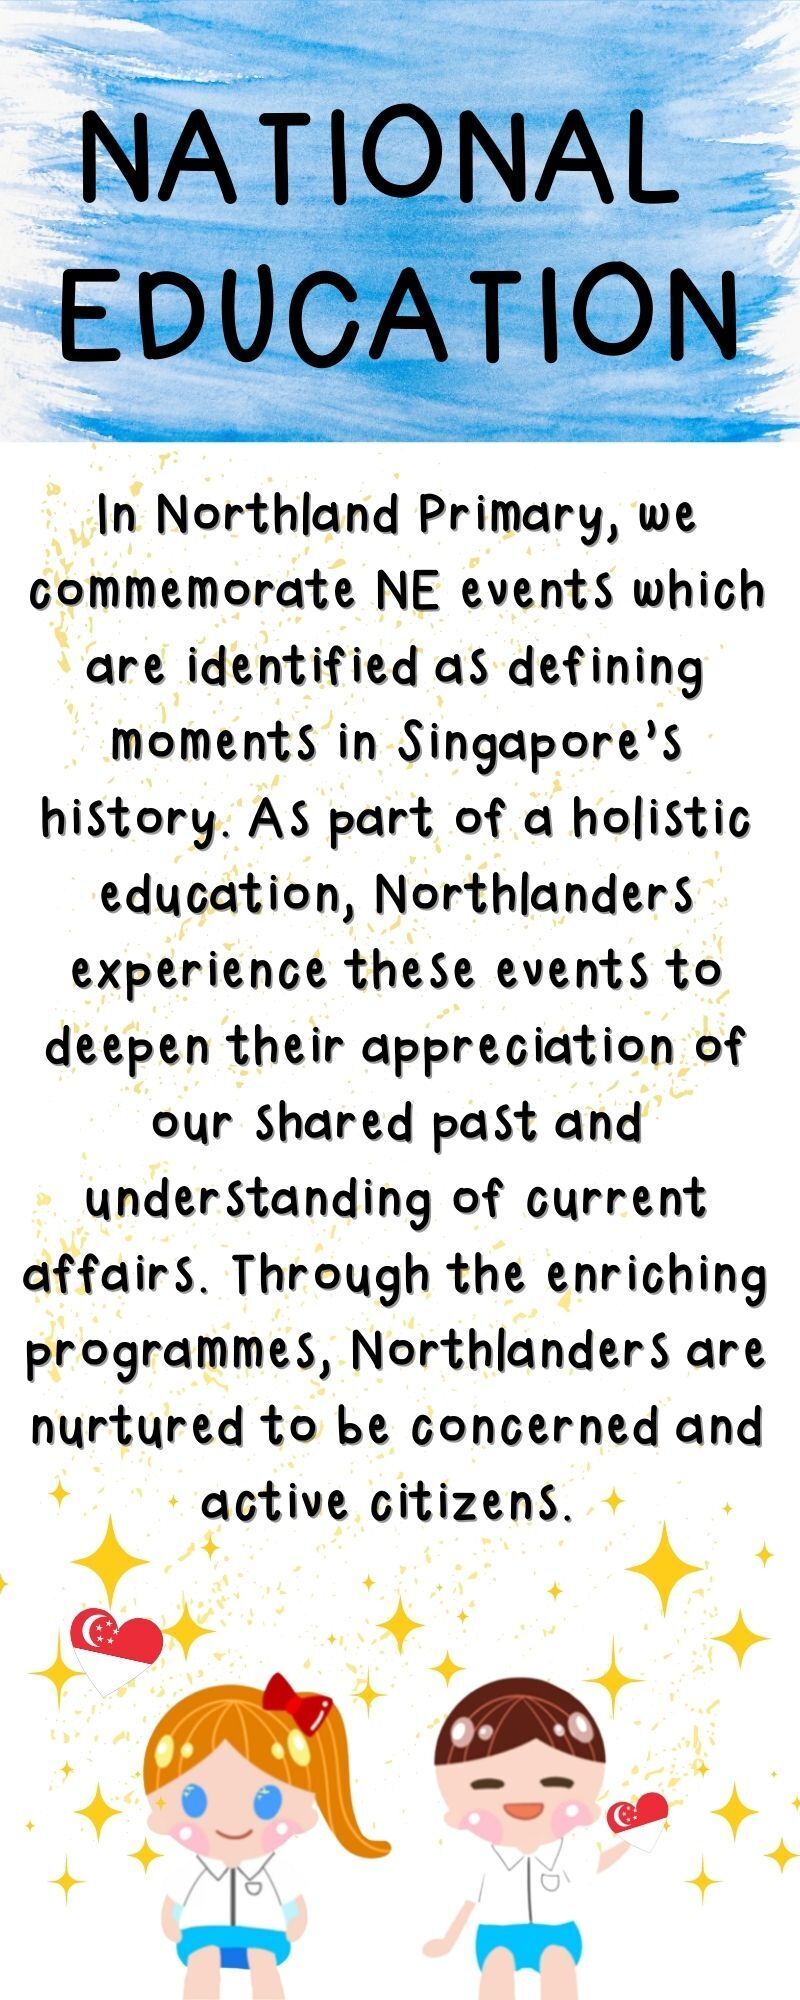 NATIONAL
EDUCATION
In Northland Primary, we
commemorate NE events which
are identified as defining
moments in Singapore's
history. As part of a holistic
education, Northlanders
experience these events to
deepen their appreciation of
our shared past and
understanding of current
affairs. Through the enriching
programmes, Northlanders are
nurtured to be concerned and
active citizens.